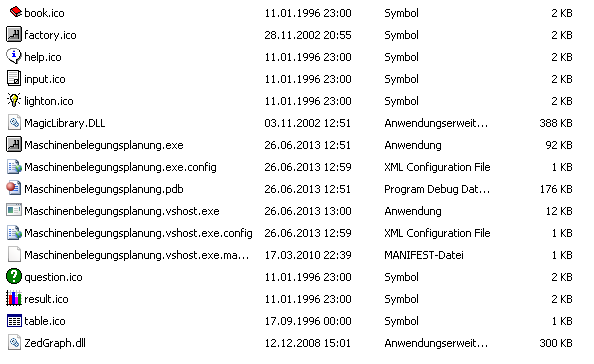 book.ico 11.01.1996 23:00 Symbol 2 KB
factory.ico 28.11.2002 20:55 Symbol 2 KB
help.ico 11.01.1996 23:00 Symbol 2 KB
input.ico 11.01.1996 23:00 Symbol 2 KB
lighton.ico 11.01.1996 23:00 Symbol 2 KB
MagicLibrary.DLL 03.11.2002 12:51 Anwendungserweit... 388 KB
Maschinenbelegungsplanung.exe 26.06.2013 12:51 Anwendung 92 KB
Maschinenbelegungsplanung.exe.config 26.06.2013 12:59 XML Configuration File 1 KB
Maschinenbelegungsplanung.pdb 26.06.2013 12:51 Program Debug Dat... 176 KB
Maschinenbelegungsplanung.vshost.exe 26.06.2013 13:00 Anwendung 12 KB
Maschinenbelegungsplanung.vshost.exe.config 26.06.2013 12:59 XML Configuration File 1 KB
Maschinenbelegungsplanung.vshost.exe.ma... 17.03.2010 22:39 MANIFEST-Datei 1 KB
question.ico 11.01.1996 23:00 Symbol 2 KB
result.ico 11.01.1996 23:00 Symbol 2 KB
table.ico 17.09.1996 00:00 Symbol 2 KB
ZedGraph.dll 12.12.2008 15:01 Anwendungserweit... 300 KB